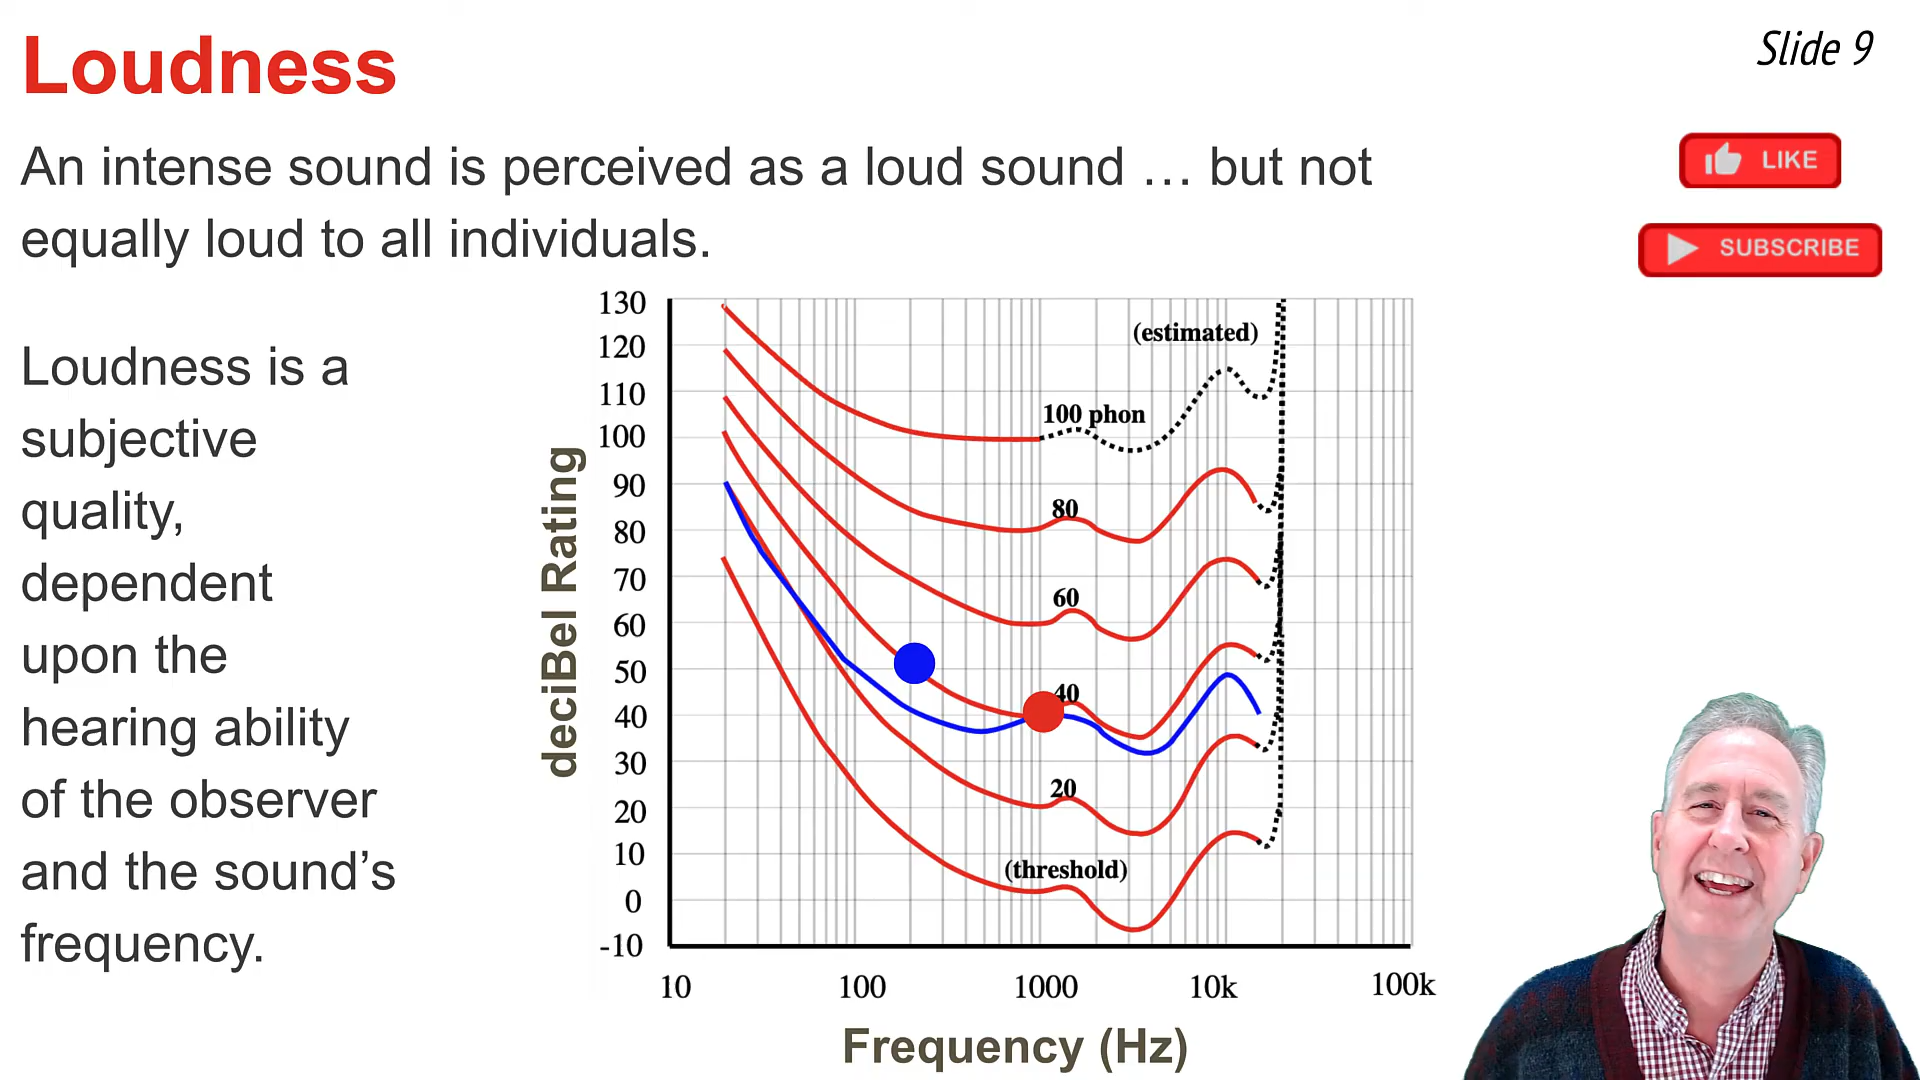 Loudness
Slide 9
An intense sound is perceived as a loud sound … but not
equally loud to all individuals.
LIKE
SUBSCRIBE
Loudness is a
subjective
quality,
dependent
upon the
hearing ability
of the observer
and the sound’s
frequency.
deciBel Rating
130
120
110
100
90
80
70
60
50
40
30
20
10
0
-10
(estimated)
100 phon
80
60
40
20
(threshold)
10
100
1000
10k
100k
Frequency (Hz)